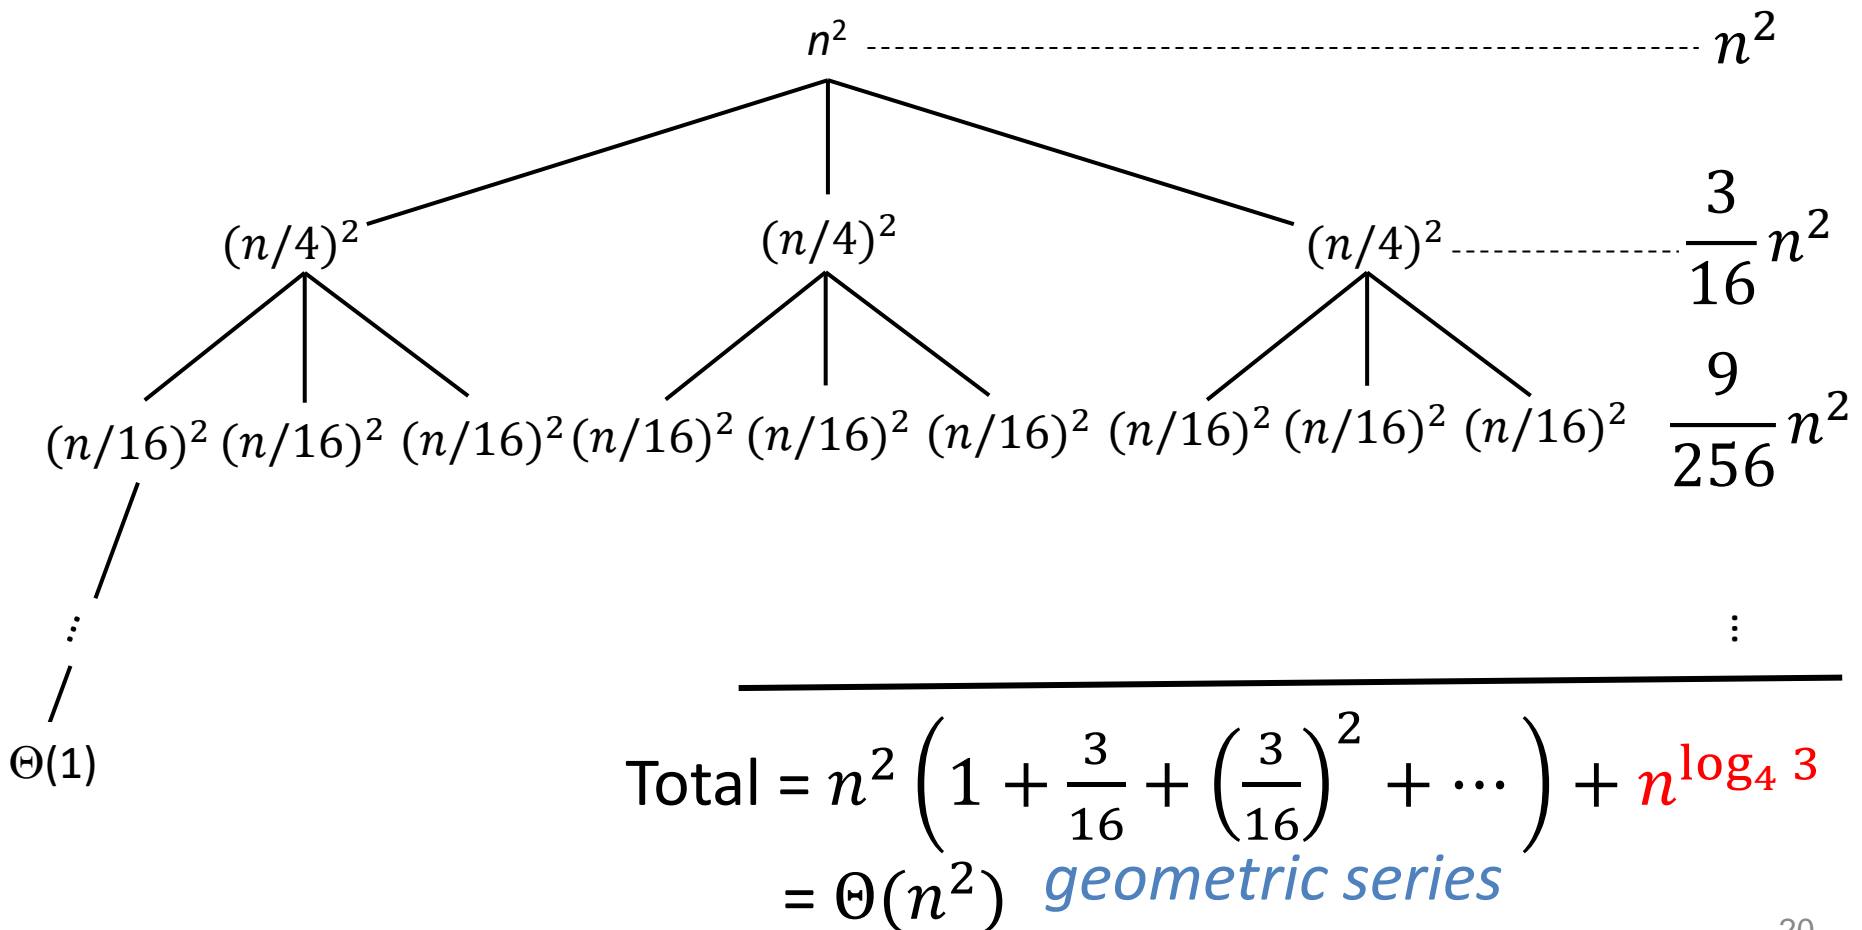 n² n²
(n/4)² (n/4)² (n/4)² 3/16 n²
(n/16)² (n/16)² (n/16)² (n/16)² (n/16)² (n/16)² (n/16)² (n/16)² (n/16)² 9/256 n²
⋮ ⋮
Θ(1)
Total = n² (1 + 3/16 + (3/16)² + ⋯) + n^(log₄ 3)
= Θ(n²) geometric series
20